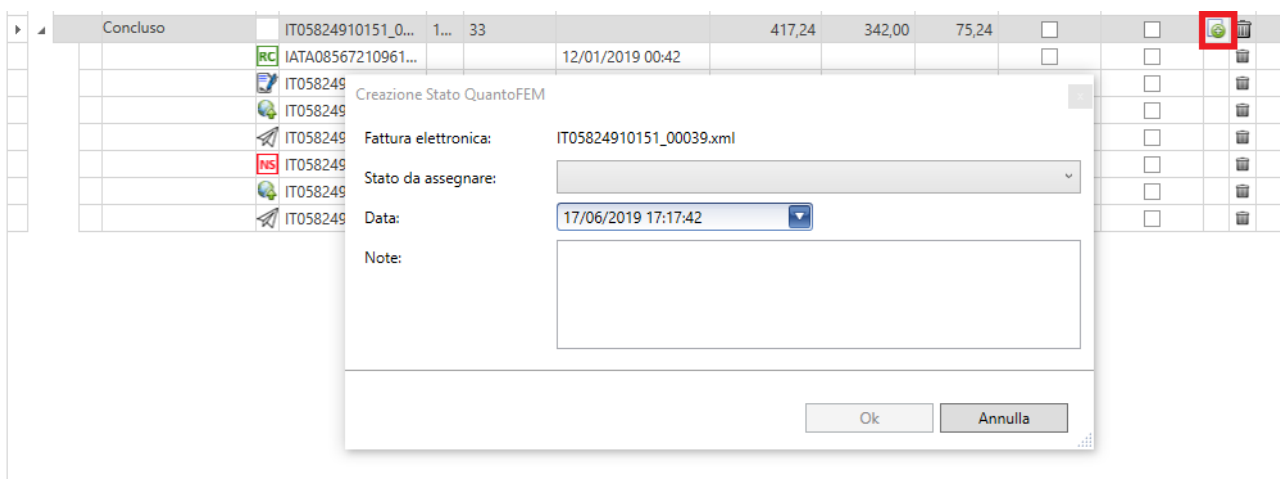 Concluso IT05824910151_0... 1... 33 417,24 342,00 75,24
RC IATA08567210961... 12/01/2019 00:42
IT058249
IT058249
IT058249
NS IT058249
IT058249
IT058249
Creazione Stato QuantoFEM
Fattura elettronica: IT05824910151_00039.xml
Stato da assegnare:
Data: 17/06/2019 17:17:42
Note:
Ok Annulla